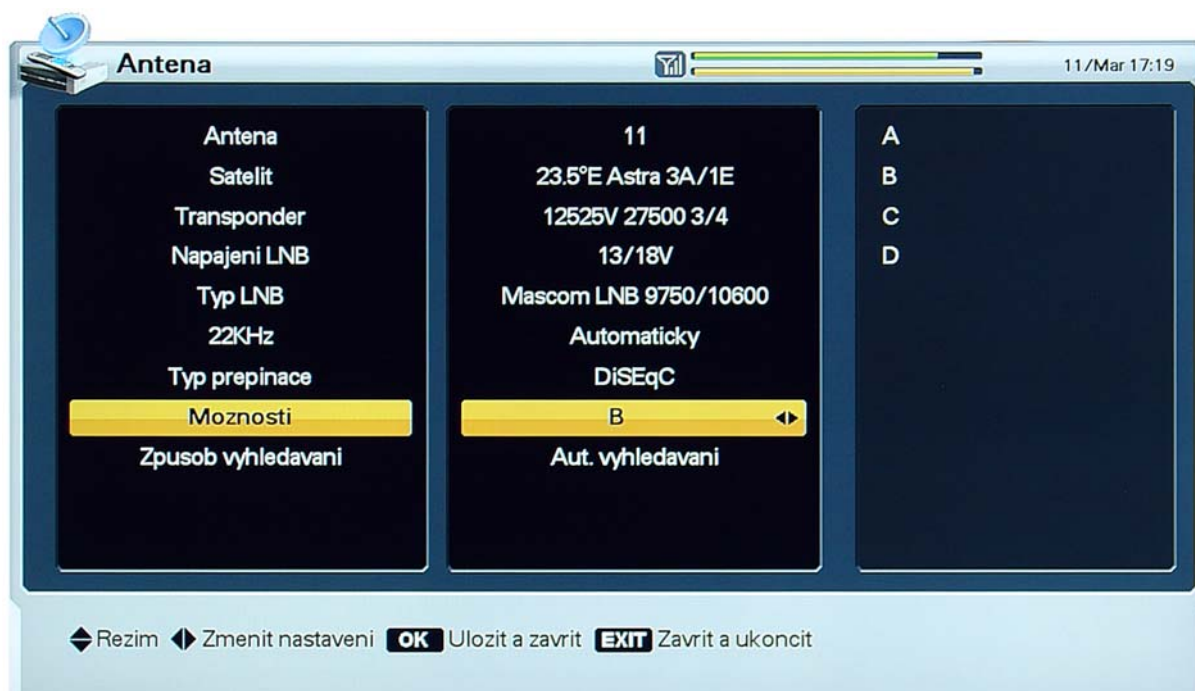 Antena
11/Mar 17:19
Antena 11
Satelit 23.5°E Astra 3A/1E
Transponder 12525V 27500 3/4
Napajeni LNB 13/18V
Typ LNB Mascom LNB 9750/10600
22KHz Automaticky
Typ prepinace DiSEqC
Moznosti B
Zpusob vyhledavani Aut. vyhledavani
A
B
C
D
Rezim Zmenit nastaveni OK Ulozit a zavrit EXIT Zavrit a ukoncit